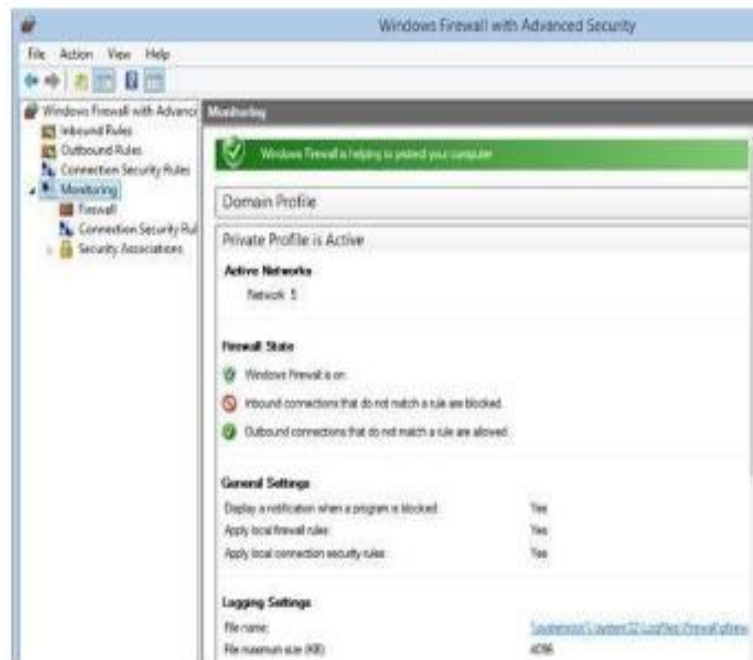 Windows Firewall with Advanced Security
File Action View Help
Windows Firewall with Advanc
Inbound Rules
Outbound Rules
Connection Security Rules
Monitoring
Firewall
Connection Security Rul
Security Associations
Monitoring
Windows Firewall is helping to protect your computer
Domain Profile
Private Profile is Active
Active Networks
Network 5
Firewall State
Windows Firewall is on
Inbound connections that do not match a rule are blocked.
Outbound connections that do not match a rule are allowed.
General Settings
Display a notification when a program is blocked: Yes
Apply local firewall rules: Yes
Apply local connection security rules: Yes
Logging Settings
File name:
File maximum size (KB): 4096